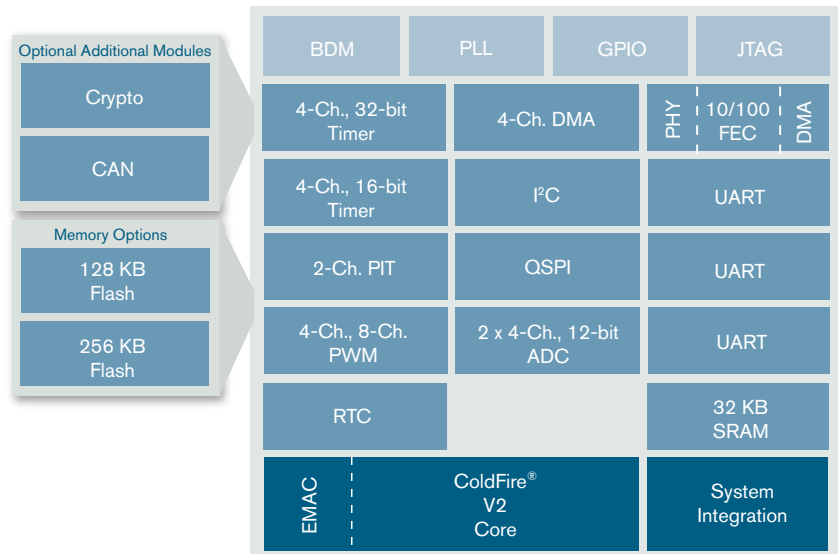 Optional Additional Modules
Crypto
CAN
Memory Options
128 KB
Flash
256 KB
Flash
BDM
PLL
GPIO
JTAG
4-Ch., 32-bit
Timer
4-Ch. DMA
PHY
10/100
FEC
DMA
4-Ch., 16-bit
Timer
I²C
UART
2-Ch. PIT
QSPI
UART
4-Ch., 8-Ch.
PWM
2 x 4-Ch., 12-bit
ADC
UART
RTC
32 KB
SRAM
EMAC
ColdFire®
V2
Core
System
Integration